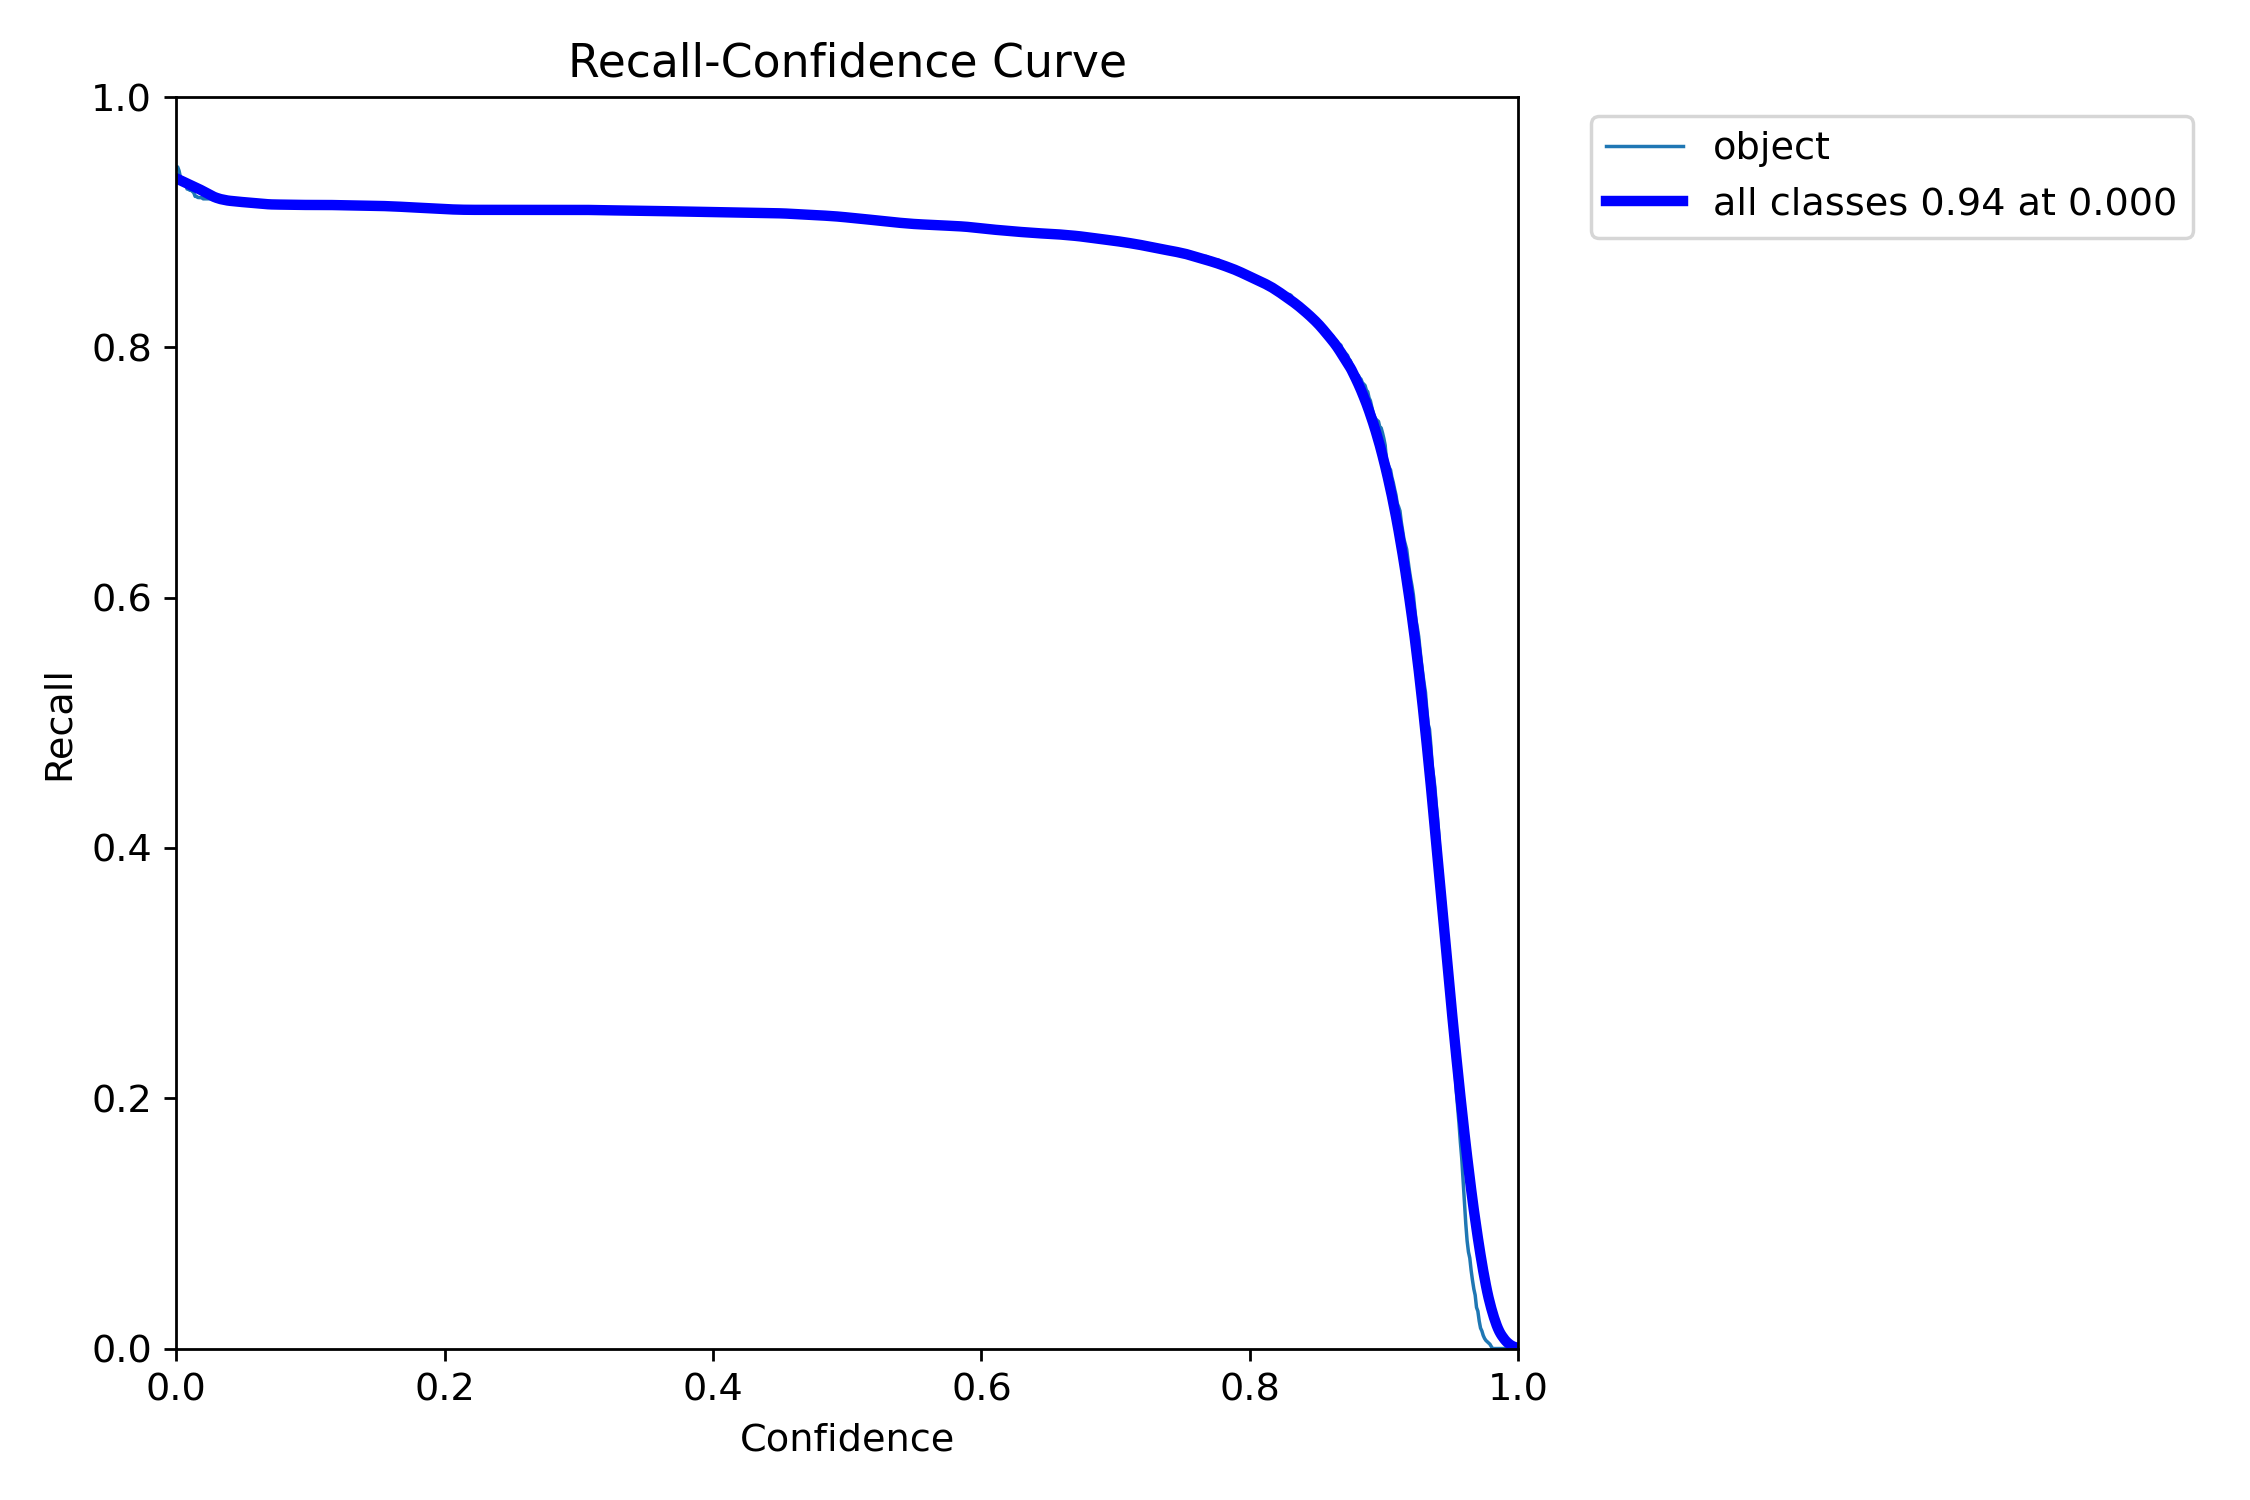 Recall-Confidence Curve
1.0
0.8
0.6
0.4
0.2
0.0
Recall
0.0 0.2 0.4 0.6 0.8 1.0
Confidence
object
all classes 0.94 at 0.000